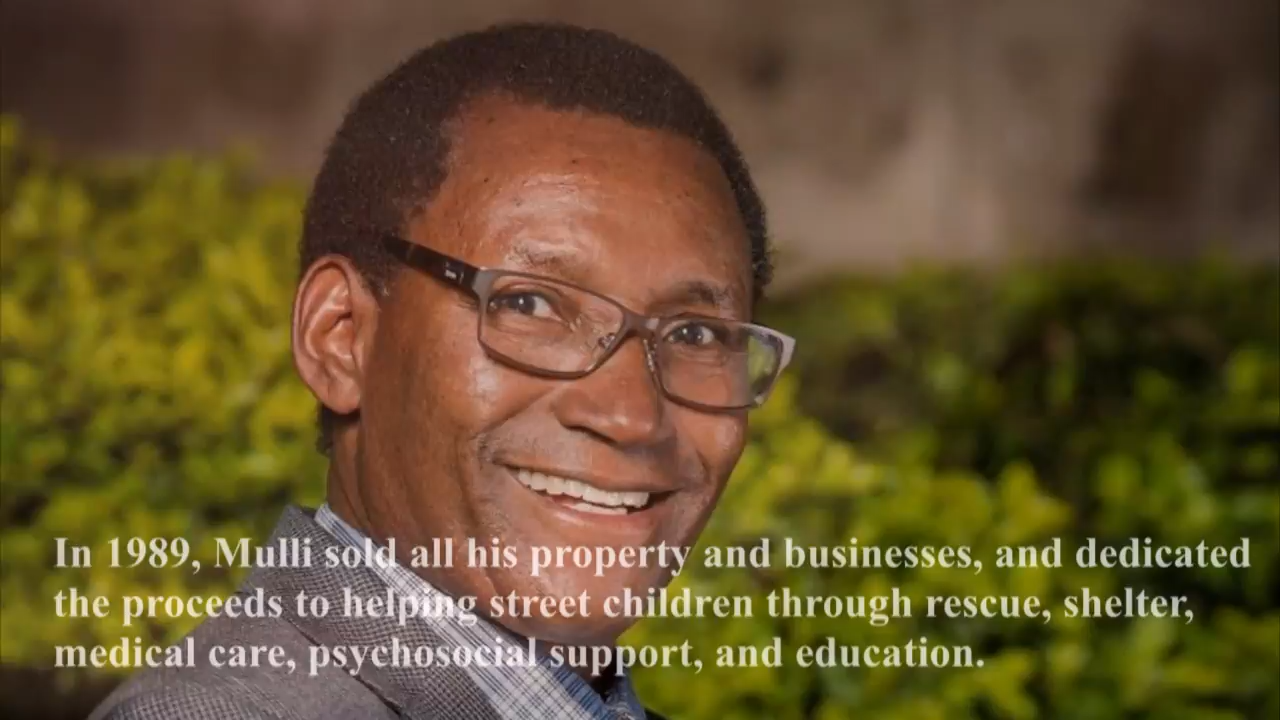 In 1989, Mulli sold all his property and businesses, and dedicated
the proceeds to helping street children through rescue, shelter,
medical care, psychosocial support, and education.